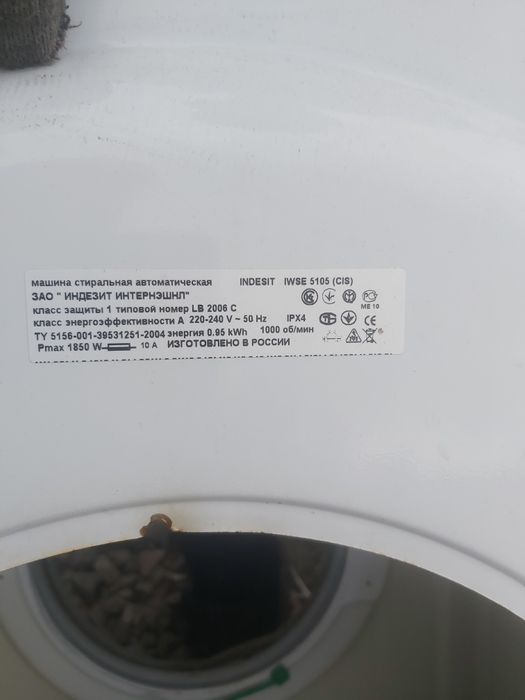 машина стиральная автоматическая INDESIT IWSE 5105 (CIS)
ЗАО " ИНДЕЗИТ ИНТЕРНЭШНЛ"
ME 10
класс защиты 1 типовой номер LB 2006 C
класс энергоэффективности А 220-240 V ~ 50 Hz IPX4
ТУ 5156-001-39531251-2004 энергия 0.95 kWh 1000 об/мин
Pmax 1850 W 10 A ИЗГОТОВЛЕНО В РОССИИ